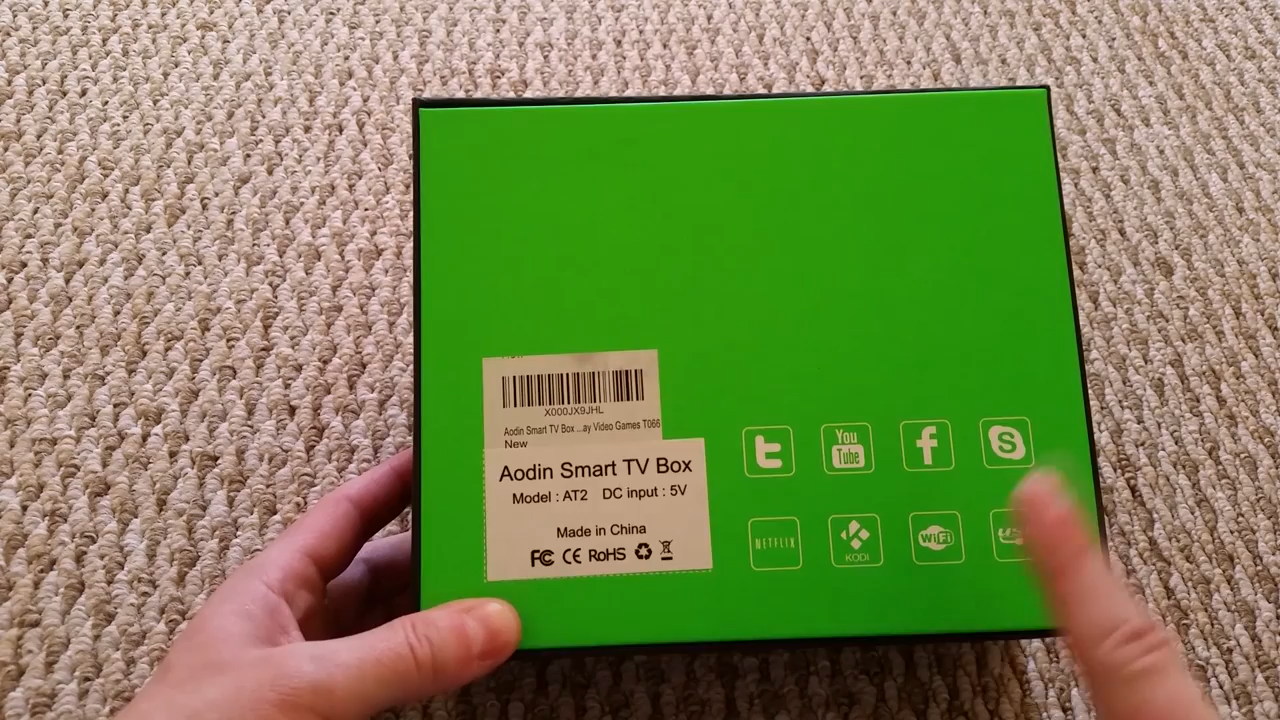 X000JX9JHL
Aodin Smart TV Box ...ay Video Games T066
New
Aodin Smart TV Box
Model : AT2 DC input : 5V
Made in China
FC CE RoHS
You
Tube
f
S
NETFLIX
KODI
WiFi